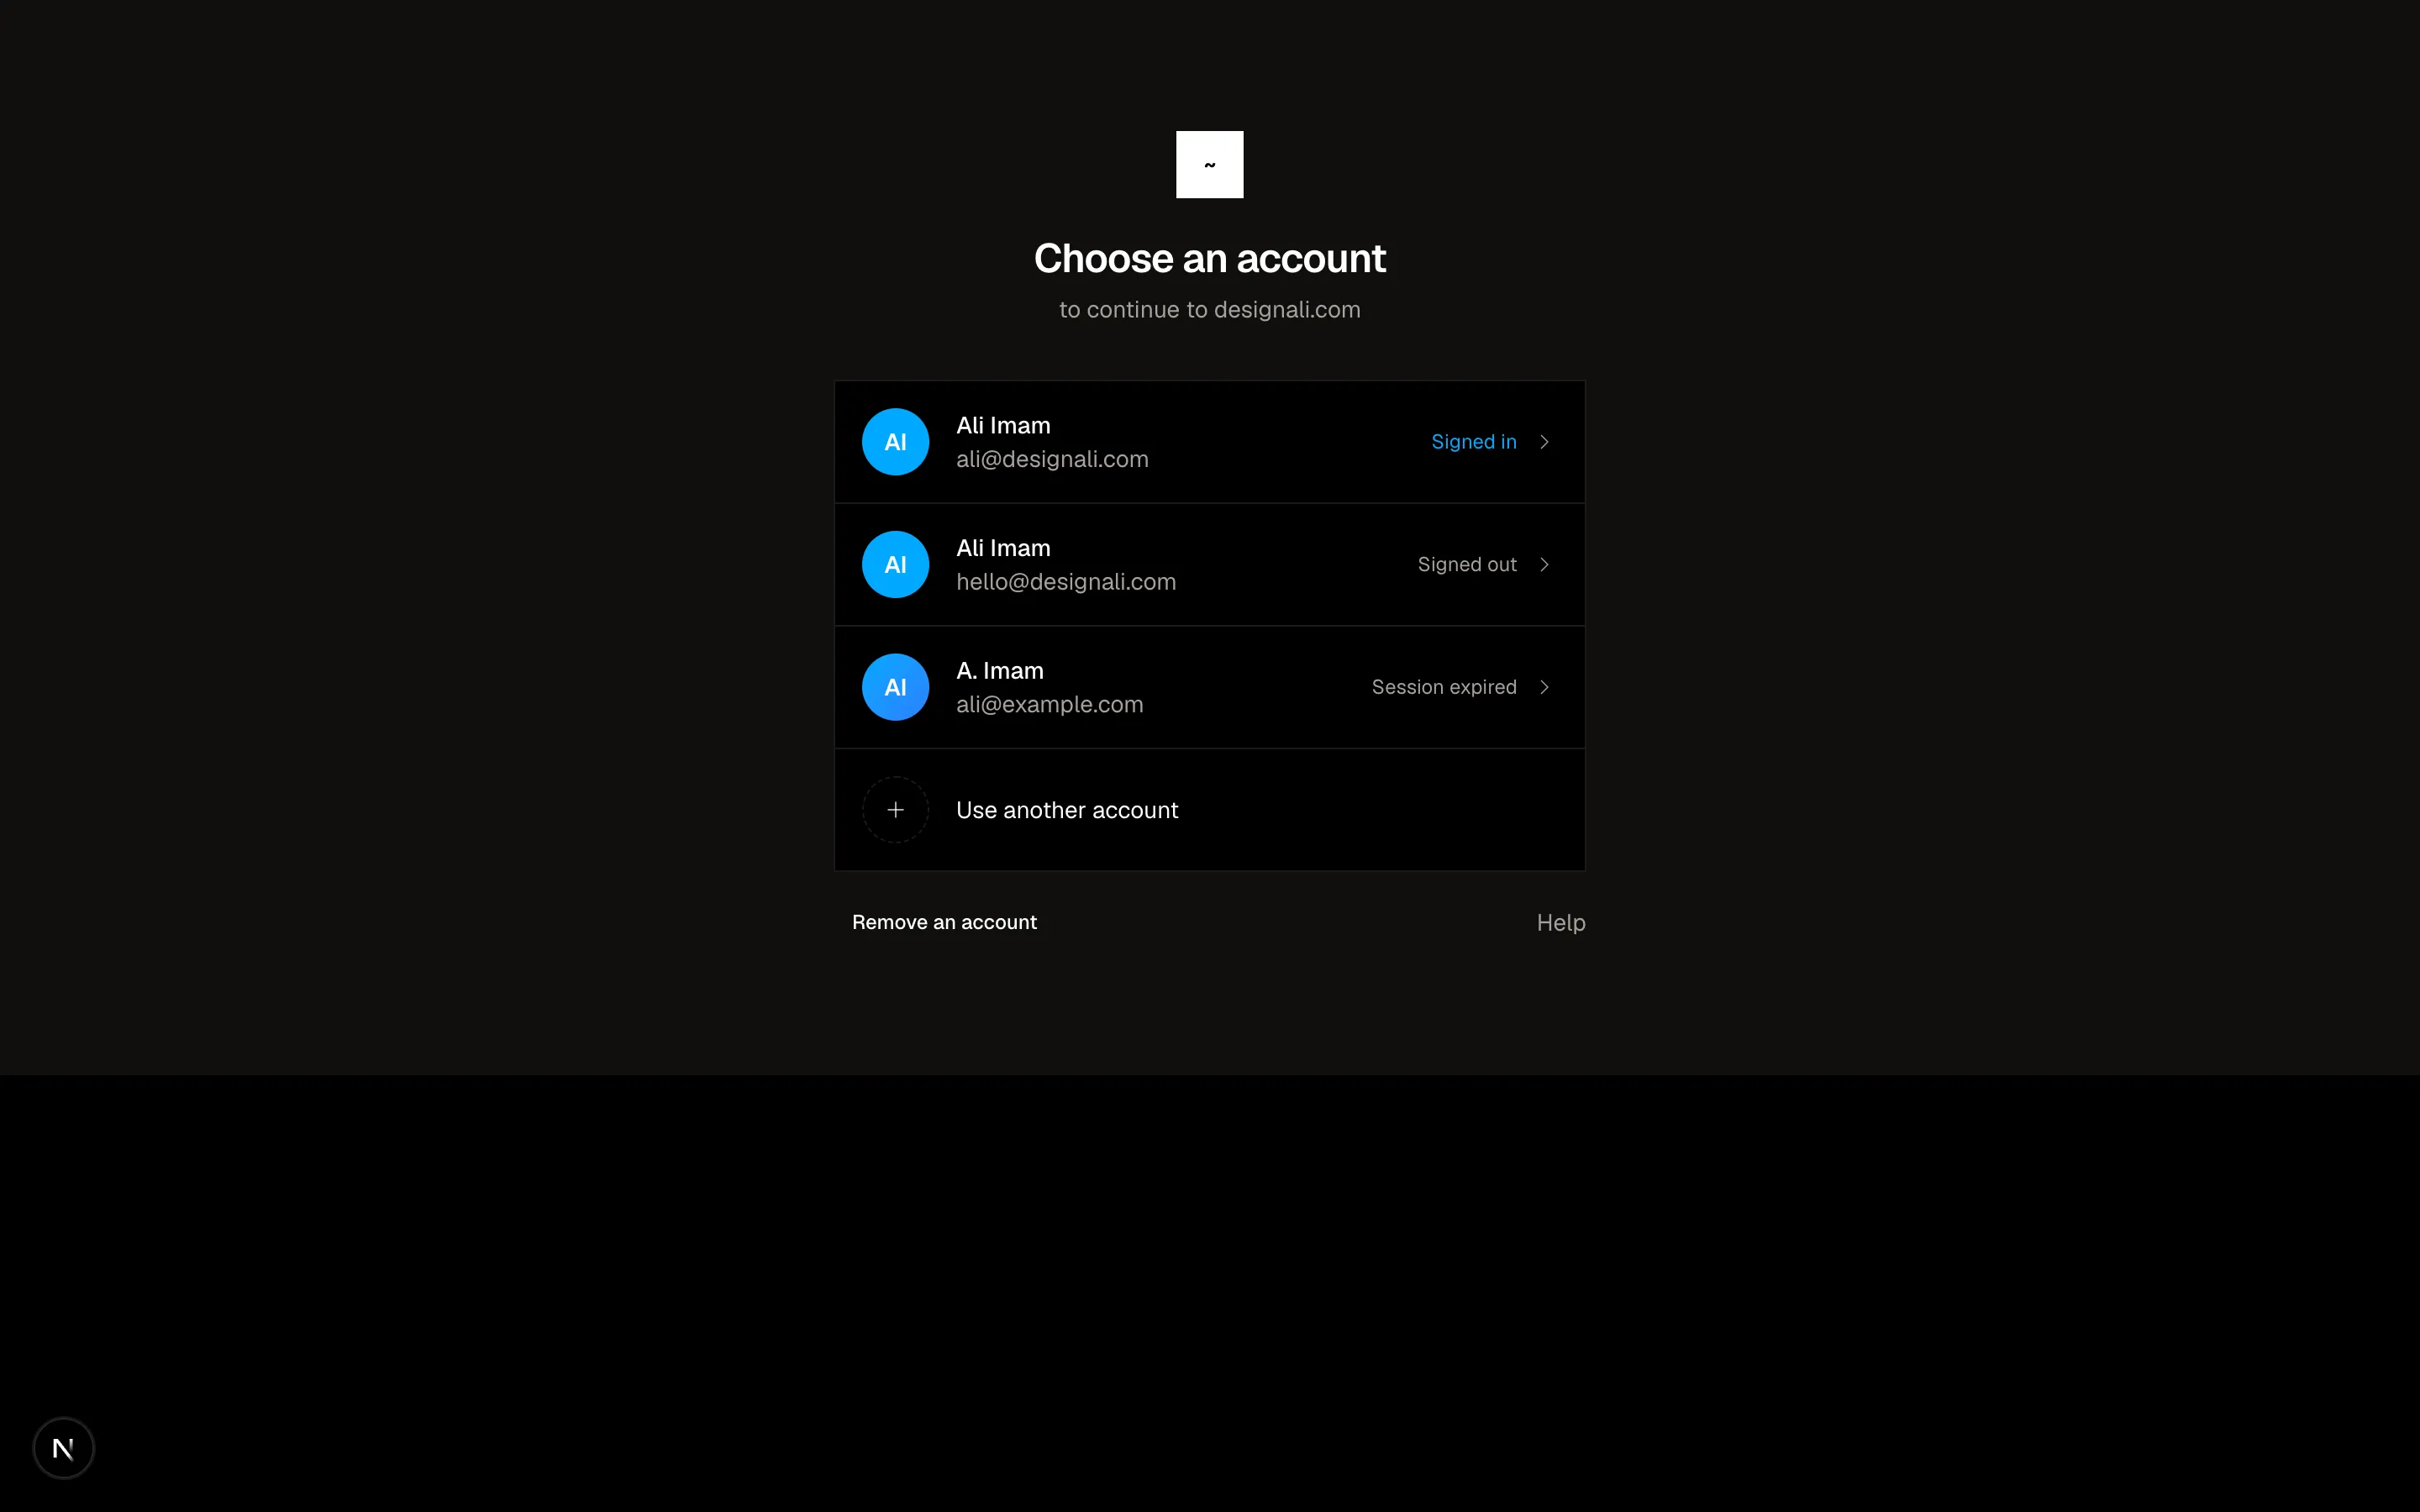 ~
Choose an account
to continue to designali.com
AI
Ali Imam
ali@designali.com
Signed in
AI
Ali Imam
hello@designali.com
Signed out
AI
A. Imam
ali@example.com
Session expired
Use another account
Remove an account
Help
N